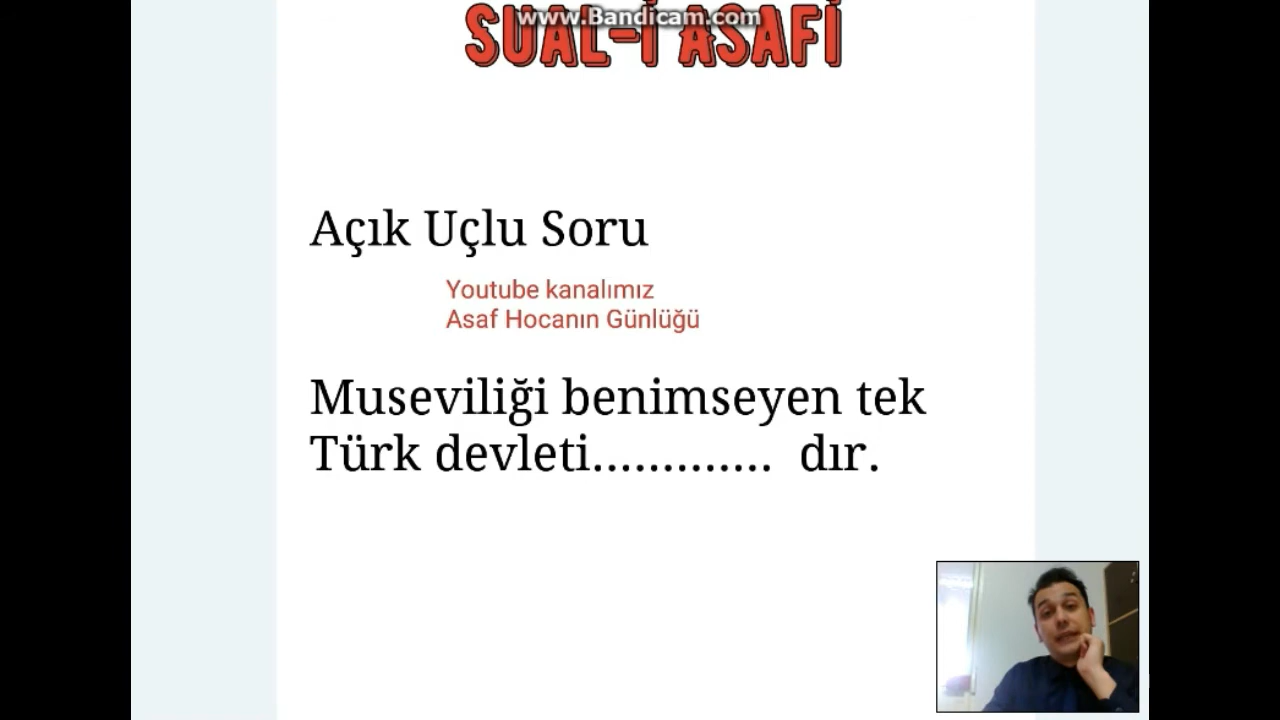 www.Bandicam.com
SUAL-İ ASAFİ
Açık Uçlu Soru
Youtube kanalımız
Asaf Hocanın Günlüğü
Museviliği benimseyen tek
Türk devleti............. dır.